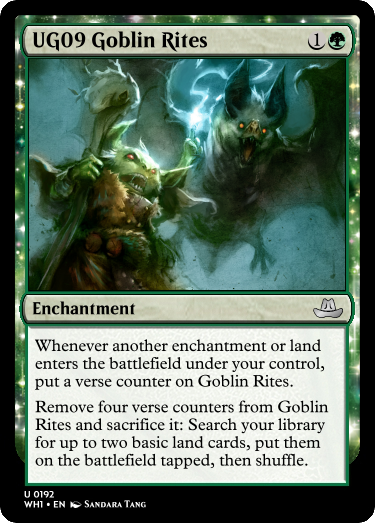 UG09 Goblin Rites 1
Enchantment
Whenever another enchantment or land
enters the battlefield under your control,
put a verse counter on Goblin Rites.
Remove four verse counters from Goblin
Rites and sacrifice it: Search your library
for up to two basic land cards, put them
on the battlefield tapped, then shuffle.
U 0192
WH1 • EN Sandara Tang